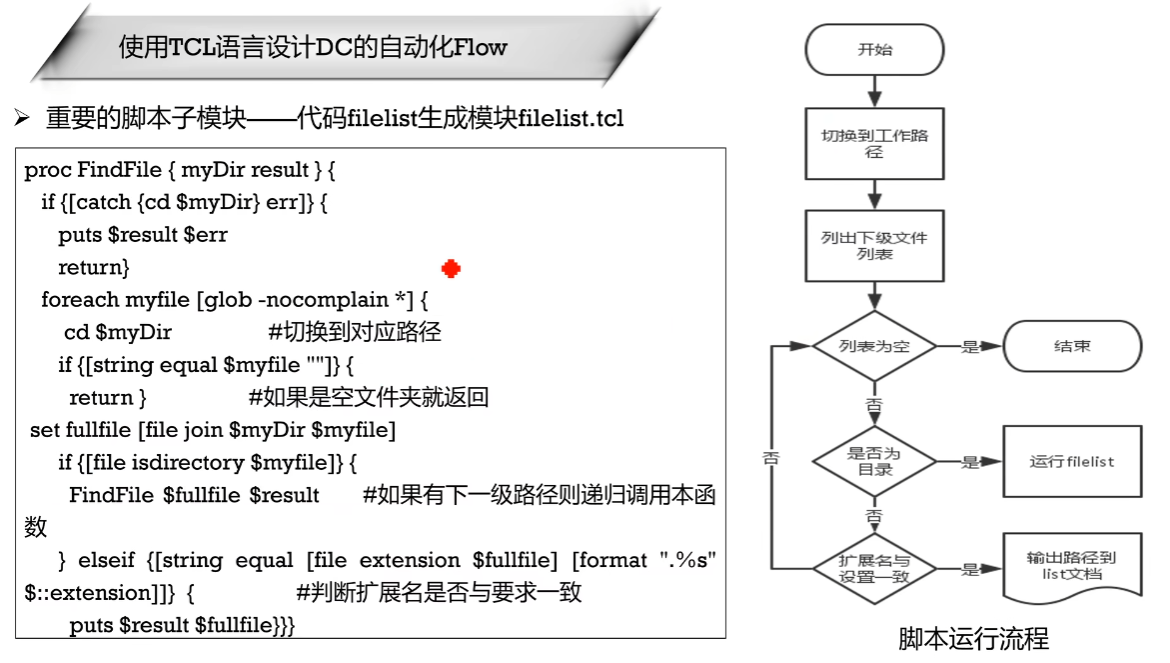 使用TCL语言设计DC的自动化Flow
重要的脚本子模块——代码filelist生成模块filelist.tcl
proc FindFile { myDir result } {
if {[catch {cd $myDir} err]} {
puts $result $err
return}
foreach myfile [glob -nocomplain *] {
cd $myDir #切换到对应路径
if {[string equal $myfile ""]} {
return } #如果是空文件夹就返回
set fullfile [file join $myDir $myfile]
if {[file isdirectory $myfile]} {
FindFile $fullfile $result #如果有下一级路径则递归调用本函
数
} elseif {[string equal [file extension $fullfile] [format ".%s"
$::extension]]} { #判断扩展名是否与要求一致
puts $result $fullfile}}}
开始
切换到工作路
径
列出下级文件
列表
列表为空
是
结束
否
是否为
目录
是
运行filelist
否
否
扩展名与
设置一致
是
输出路径到
list文档
脚本运行流程